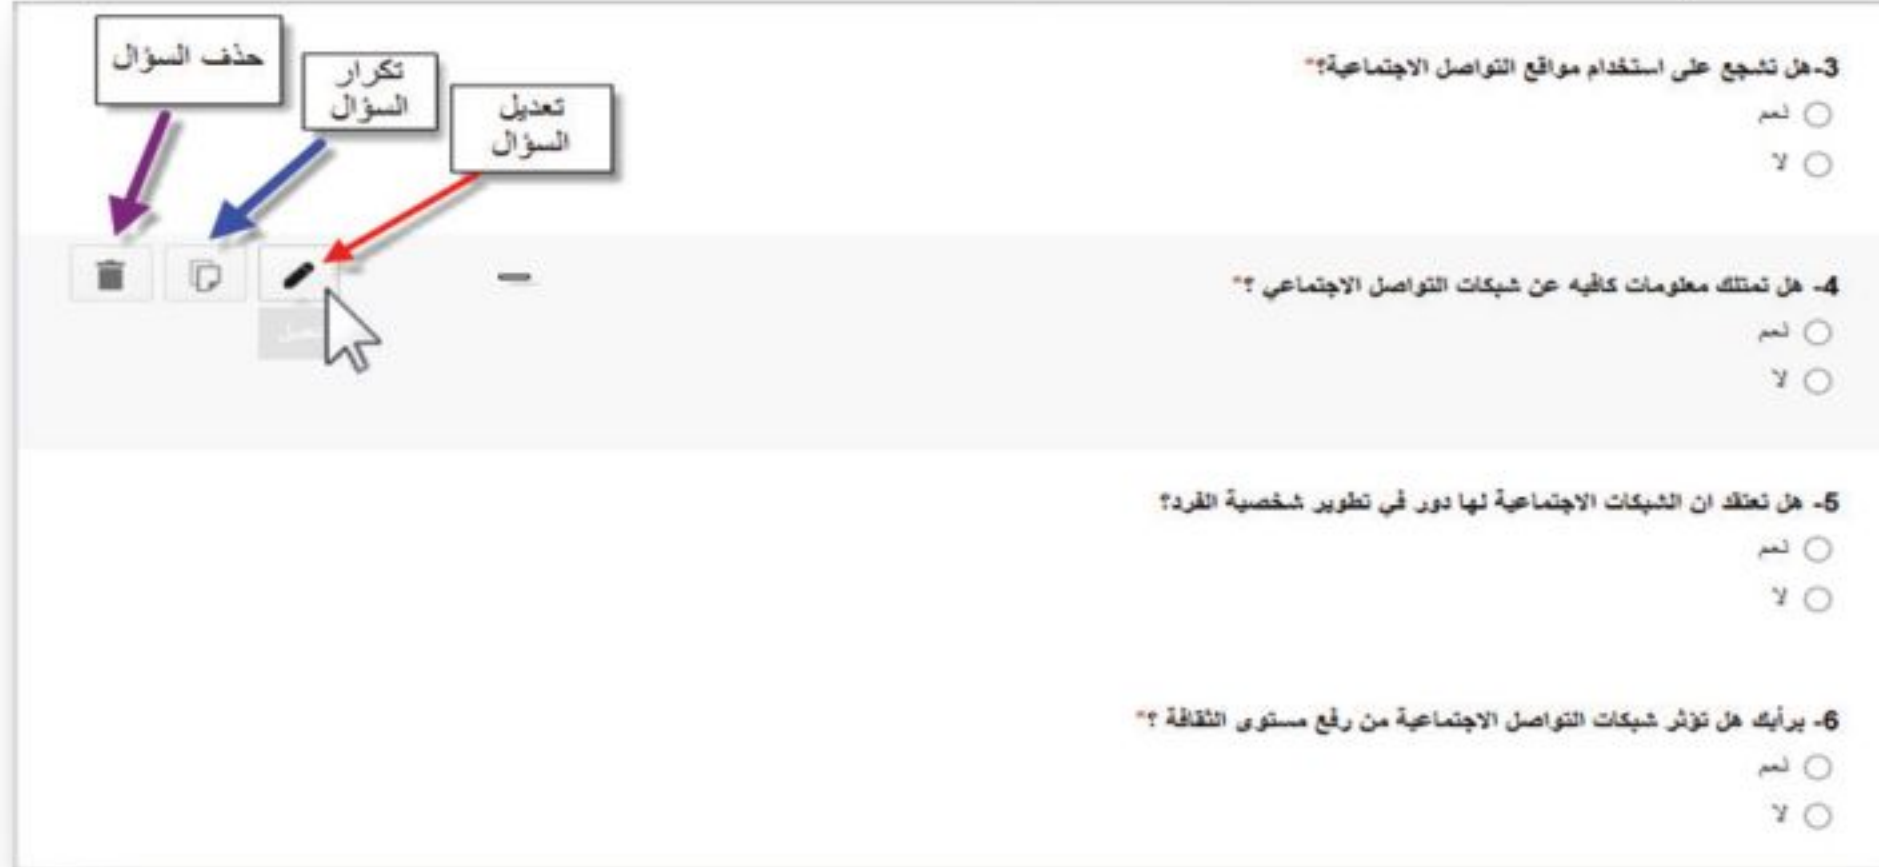 حذف السؤال
تكرار
السؤال
تعديل
السؤال
3-هل تشجع على استخدام مواقع التواصل الاجتماعية؟*
نعم
لا
4- هل تمتلك معلومات كافيه عن شبكات التواصل الاجتماعي ؟*
نعم
لا
5- هل تعتقد ان الشبكات الاجتماعية لها دور في تطوير شخصية الفرد؟
نعم
لا
6- برأيك هل تؤثر شبكات التواصل الاجتماعية من رفع مستوى الثقافة ؟*
نعم
لا